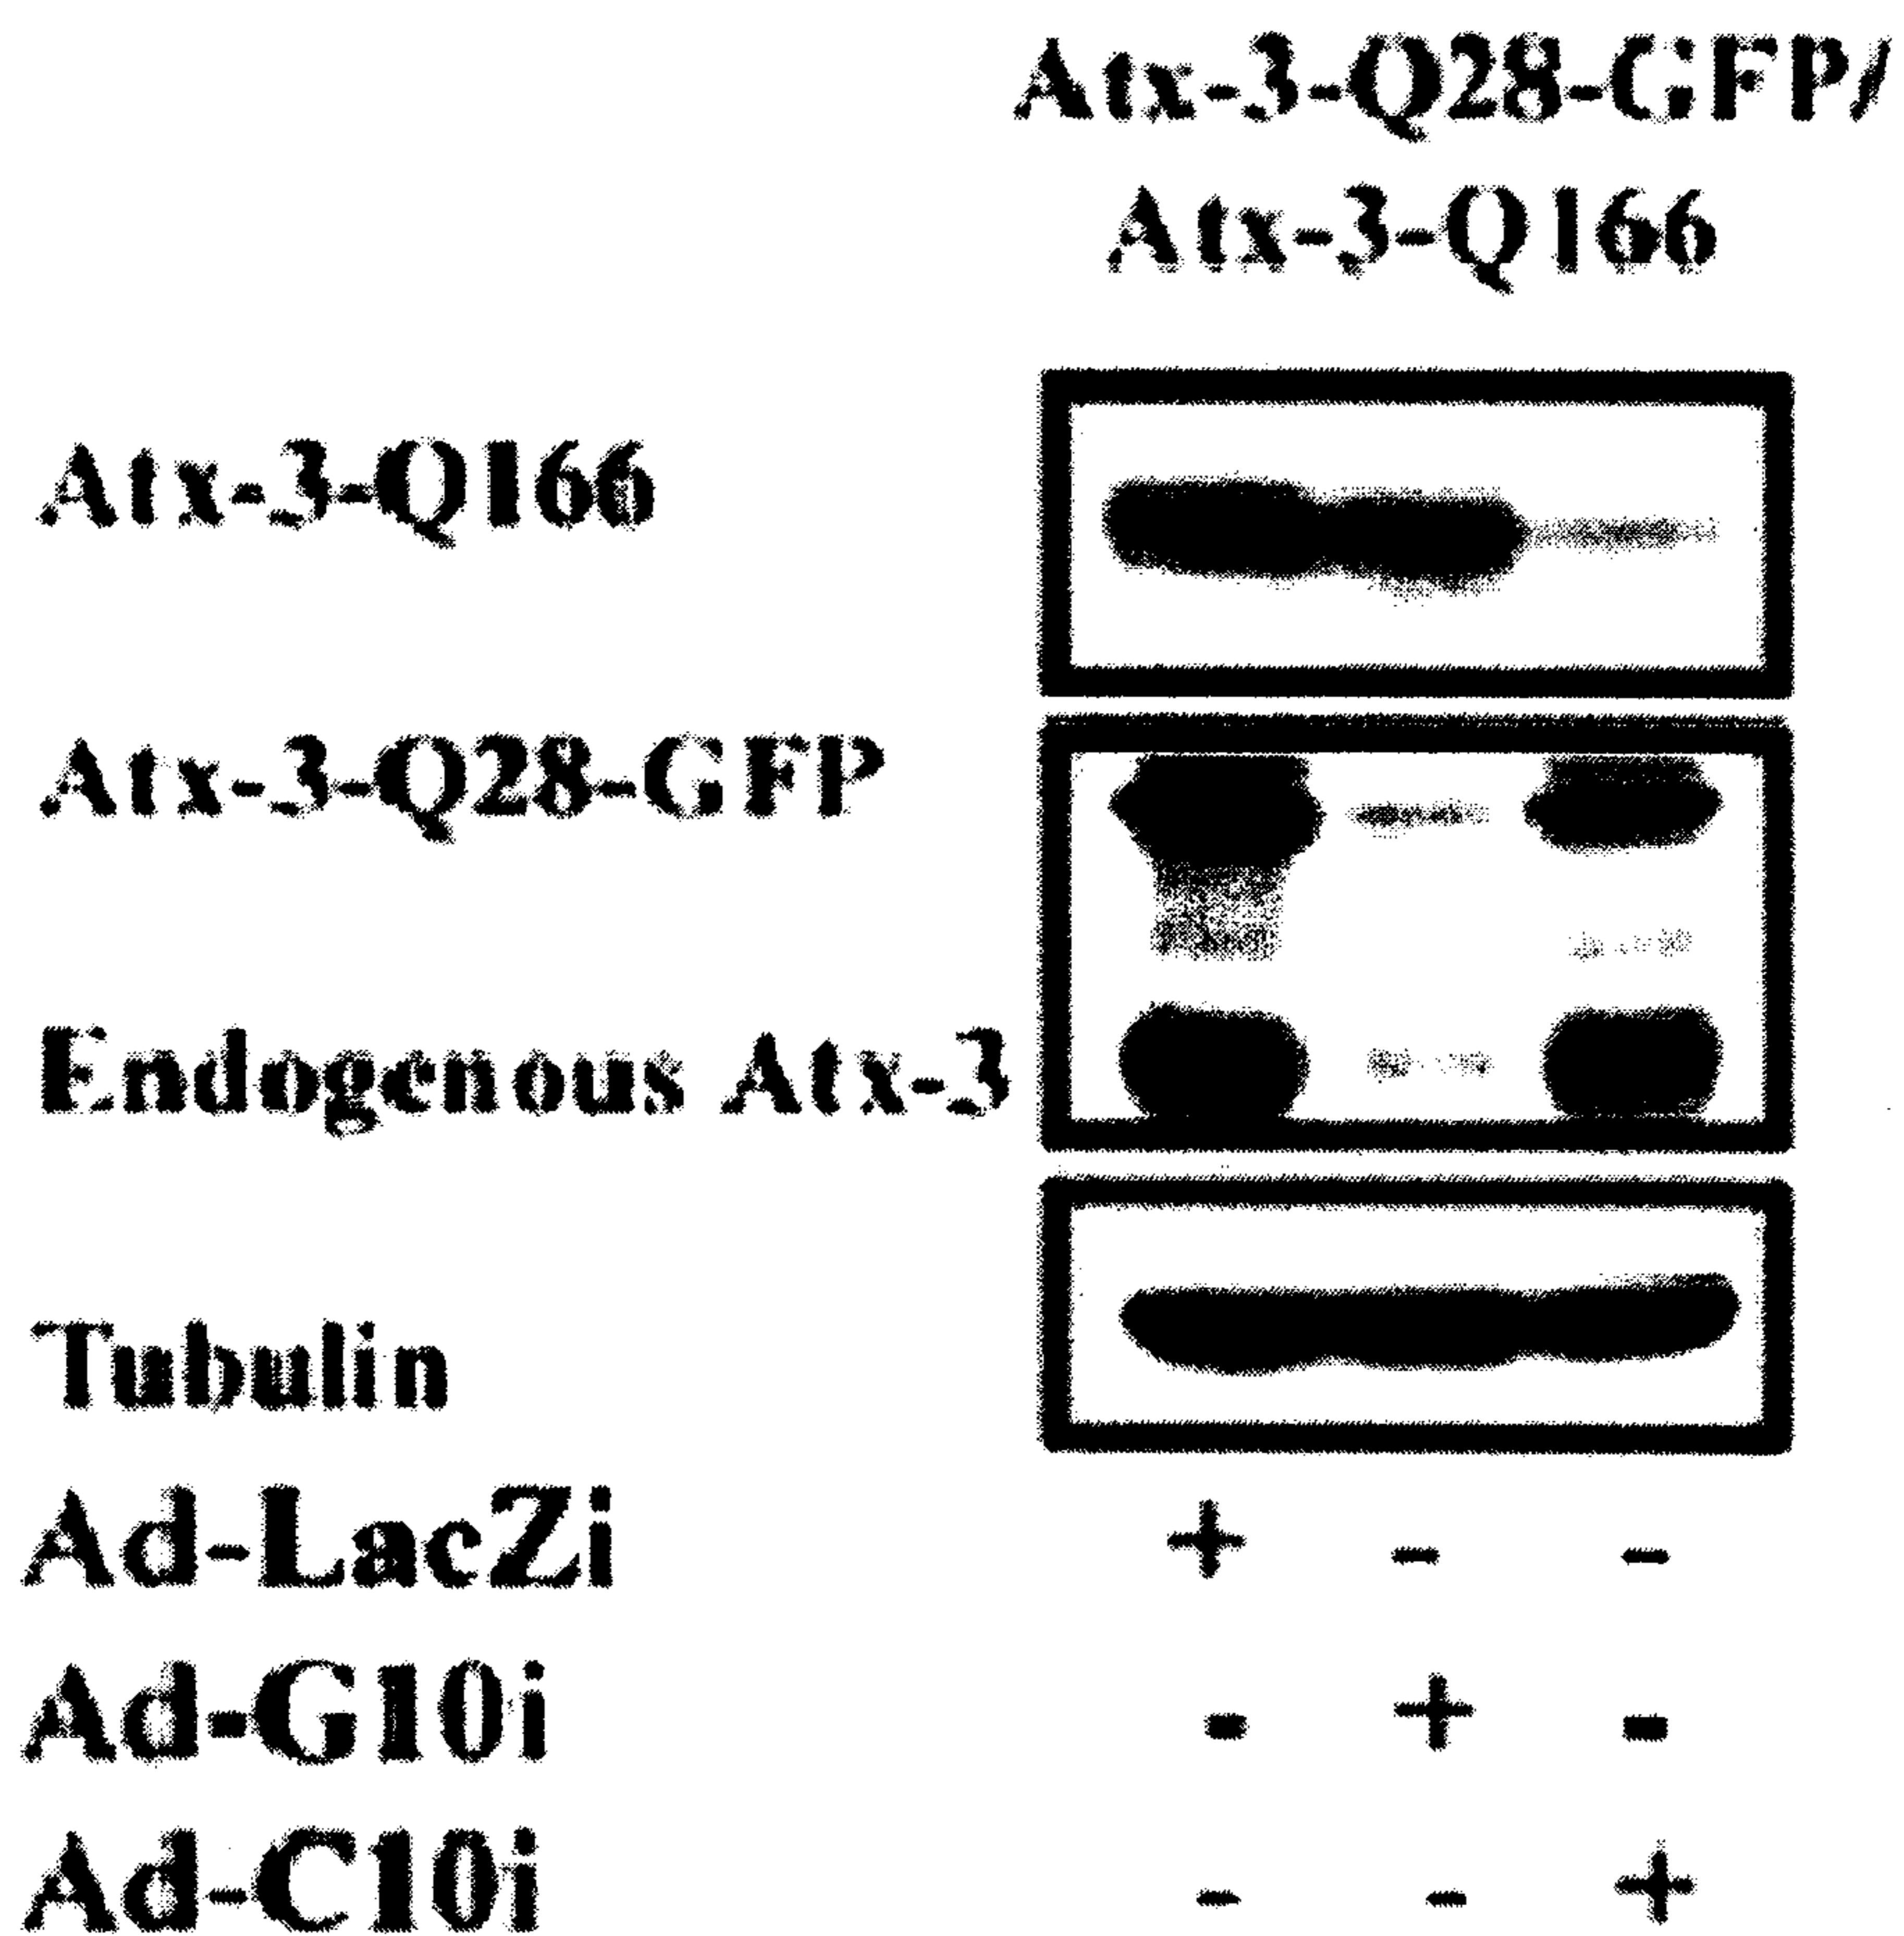 Atx-3-Q28-GFP/
Atx-3-Q166
Atx-3-Q166
Atx-3-Q28-GFP
Endogenous Atx-3
Tubulin
Ad-LacZi + - -
Ad-G10i - + -
Ad-C10i - - +